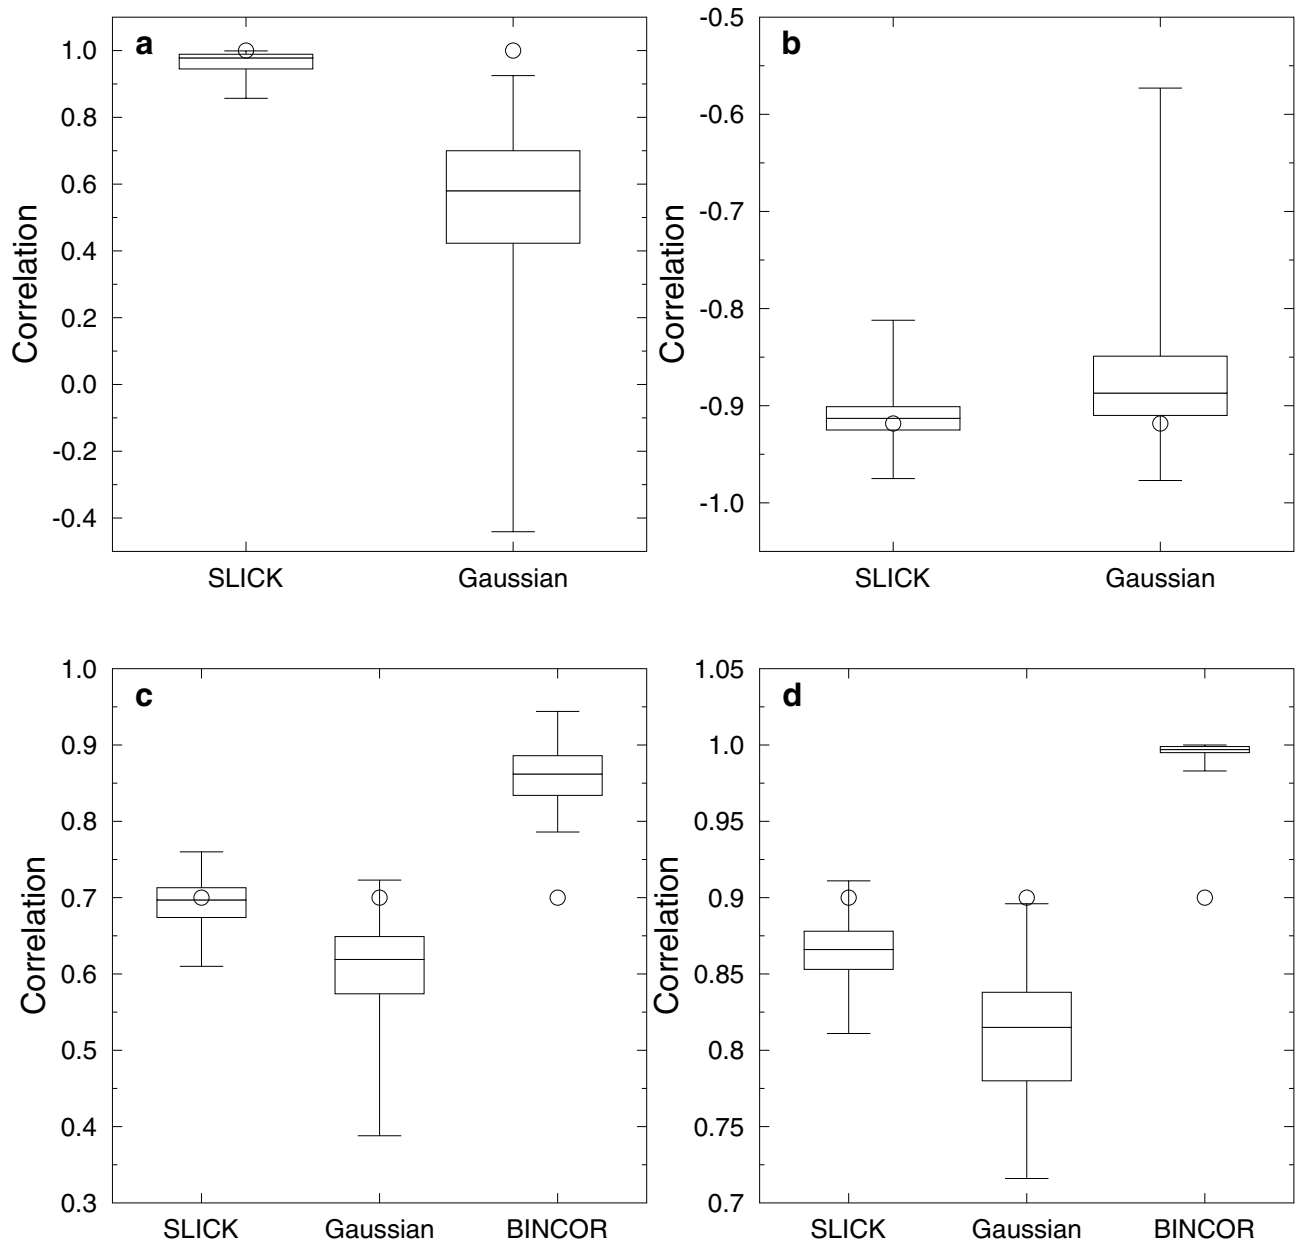 a
1.0
0.8
0.6
0.4
0.2
0.0
-0.2
-0.4
Correlation
SLICK Gaussian
b
-0.5
-0.6
-0.7
-0.8
-0.9
-1.0
Correlation
SLICK Gaussian
c
1.0
0.9
0.8
0.7
0.6
0.5
0.4
0.3
Correlation
SLICK Gaussian BINCOR
d
1.05
1.0
0.95
0.9
0.85
0.8
0.75
0.7
Correlation
SLICK Gaussian BINCOR